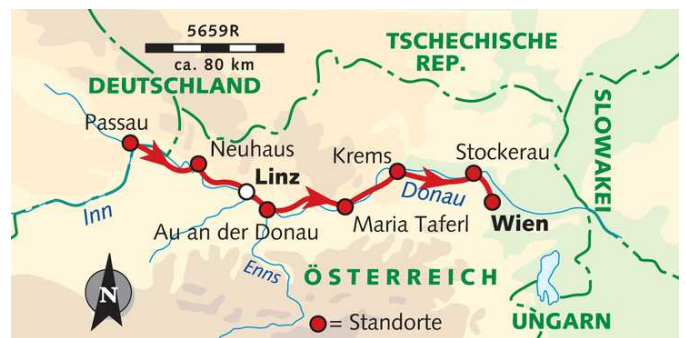 5659R
ca. 80 km
TSCHECHISCHE
REP.
DEUTSCHLAND
SLOWAKEI
Passau
Neuhaus
Krems
Stockerau
Linz
Donau
Inn
Au an der Donau
Maria Taferl
Wien
Enns
ÖSTERREICH
N
= Standorte
UNGARN